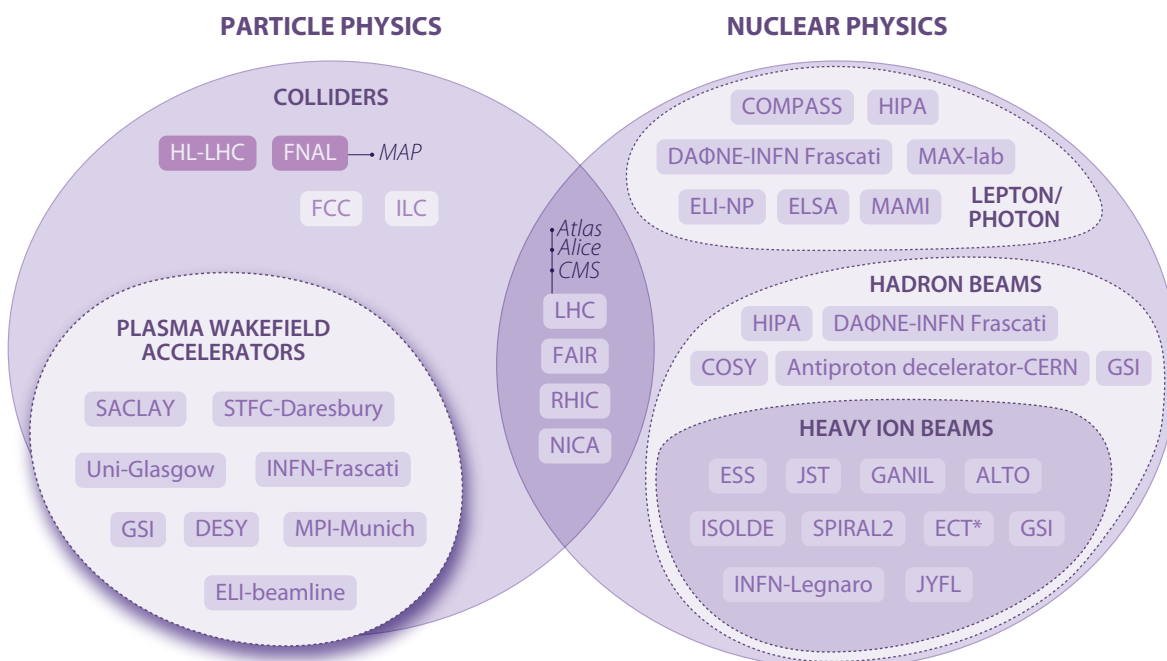 PARTICLE PHYSICS
NUCLEAR PHYSICS
COLLIDERS
HL-LHC FNAL MAP
FCC ILC
PLASMA WAKEFIELD
ACCELERATORS
SACLAY STFC-Daresbury
Uni-Glasgow INFN-Frascati
GSI DESY MPI-Munich
ELI-beamline
Atlas
Alice
CMS
LHC
FAIR
RHIC
NICA
COMPASS HIPA
DAΦNE-INFN Frascati MAX-lab
ELI-NP ELSA MAMI
LEPTON/
PHOTON
HADRON BEAMS
HIPA DAΦNE-INFN Frascati
COSY Antiproton decelerator-CERN GSI
HEAVY ION BEAMS
ESS JST GANIL ALTO
ISOLDE SPIRAL2 ECT* GSI
INFN-Legnaro JYFL